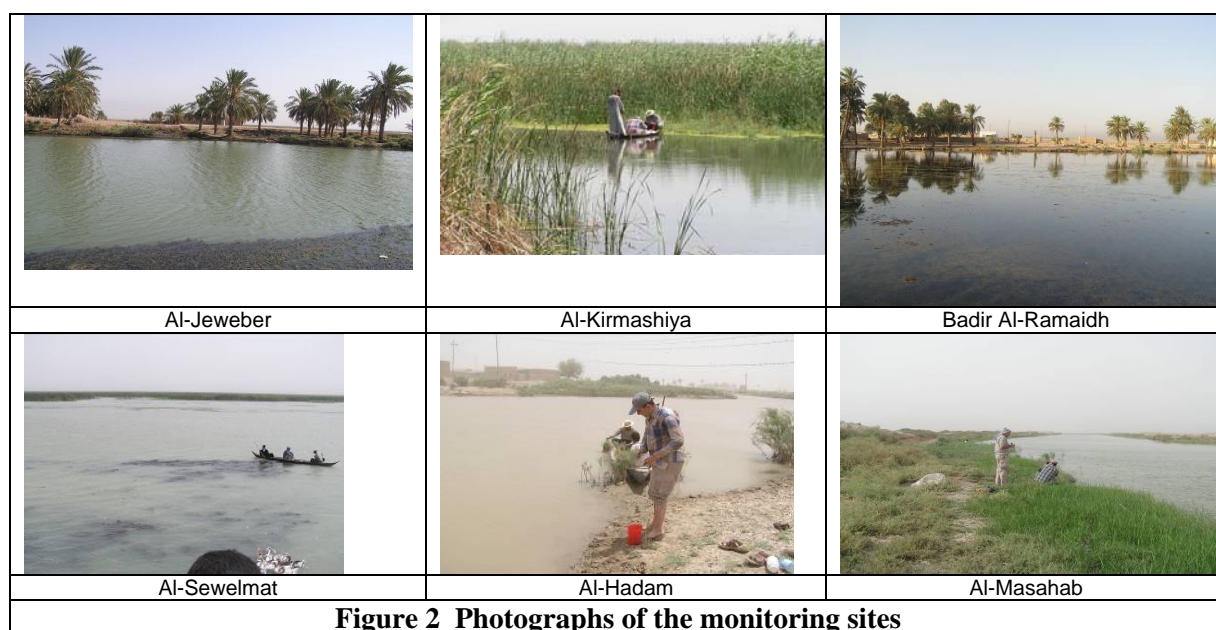 Al-Jeweber
Al-Kirmashiya
Badir Al-Ramaidh
Al-Sewelmat
Al-Hadam
Al-Masahab
Figure 2 Photographs of the monitoring sites